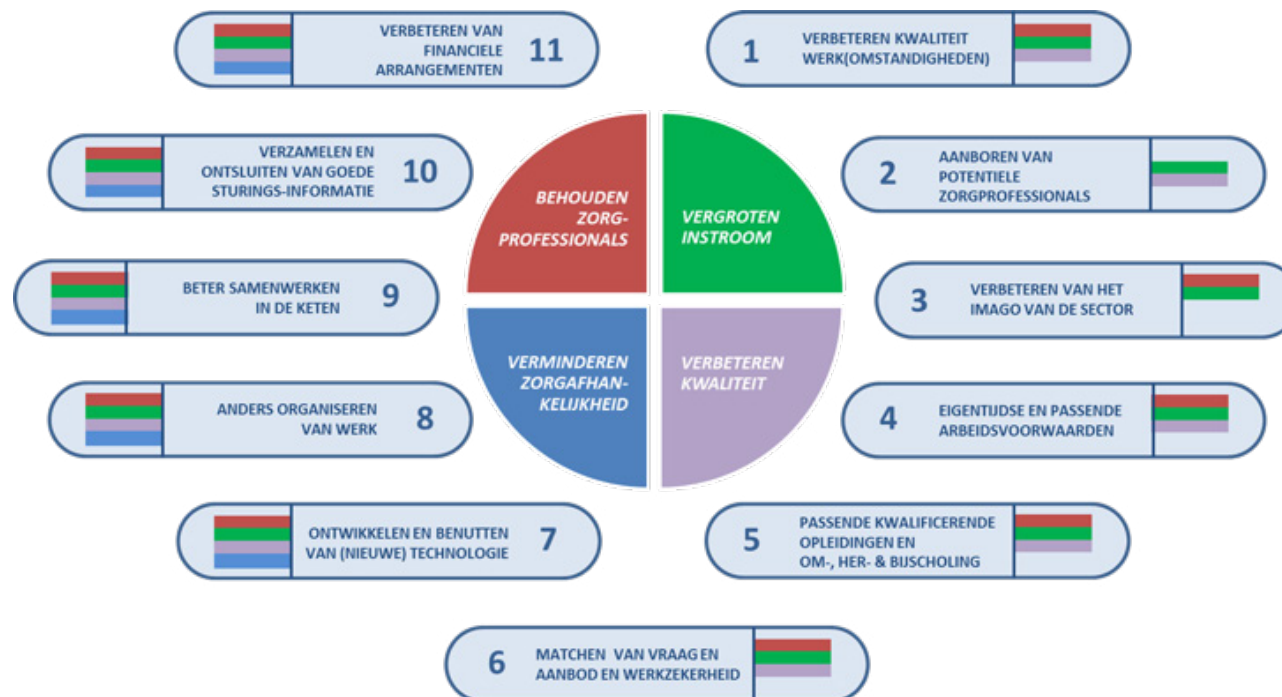 VERBETEREN VAN
FINANCIELE
ARRANGEMENTEN
11
1
VERBETEREN KWALITEIT
WERK(OMSTANDIGHEDEN)
VERZAMELEN EN
ONTSLUITEN VAN GOEDE
STURINGS-INFORMATIE
10
2
AANBOREN VAN
POTENTIELE
ZORGPROFESSIONALS
BEHOUDEN
ZORG-
PROFESSIONALS
VERGROTEN
INSTROOM
BETER SAMENWERKEN
IN DE KETEN
9
3
VERBETEREN VAN HET
IMAGO VAN DE SECTOR
VERMINDEREN
ZORGAFHAN-
KELIJKHEID
VERBETEREN
KWALITEIT
ANDERS ORGANISEREN
VAN WERK
8
4
EIGENTIJDSE EN PASSENDE
ARBEIDSVOORWAARDEN
ONTWIKKELEN EN BENUTTEN
VAN (NIEUWE) TECHNOLOGIE
7
5
PASSENDE KWALIFICERENDE
OPLEIDINGEN EN
OM-, HER- & BIJSCHOLING
6
MATCHEN VAN VRAAG EN
AANBOD EN WERKZEKERHEID